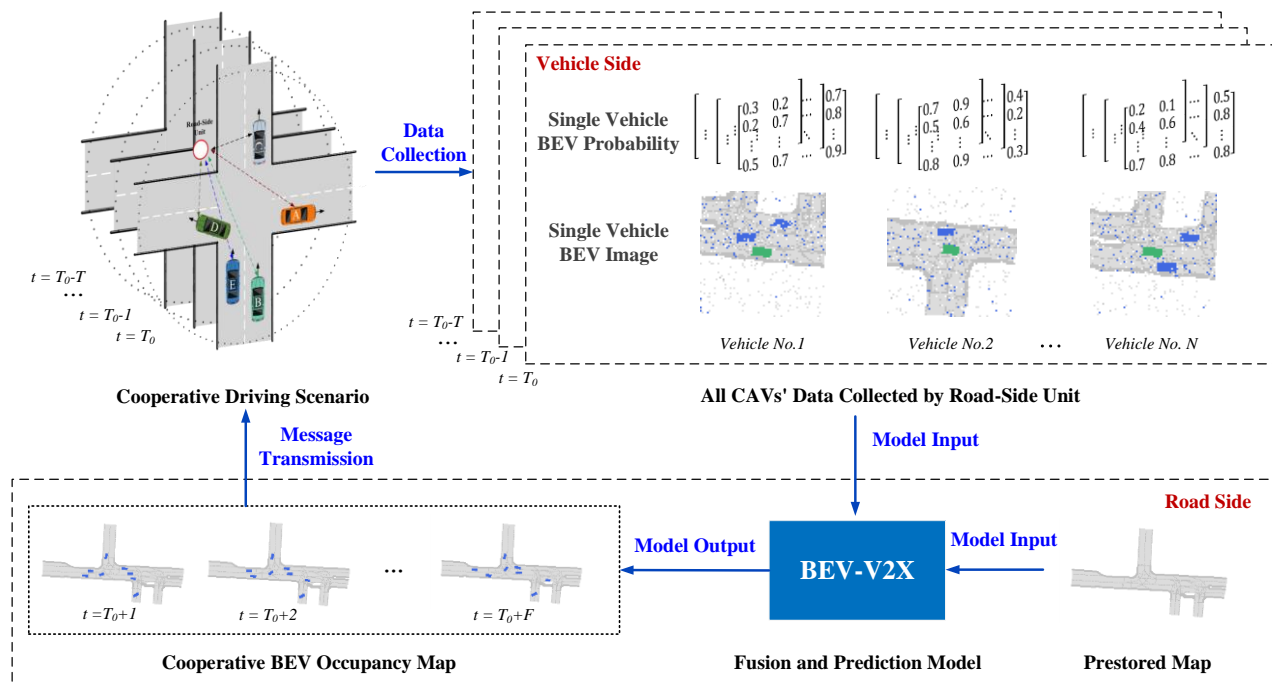 Road-Side
Unit
C
A
D
E
B
t = T0-T
...
t = T0-1
t = T0
Cooperative Driving Scenario
Data
Collection
Vehicle Side
Single Vehicle
BEV Probability
0.3 0.2 ... 0.7
0.2 0.7 0.8
⋮ ⋱ ...
0.5 0.7 ... 0.9
0.7 0.9 ... 0.4
0.5 0.6 0.2
⋮ ⋱ ...
0.8 0.9 ... 0.3
0.2 0.1 ... 0.5
0.4 0.6 0.8
⋮ ⋱ ...
0.7 0.8 ... 0.8
Single Vehicle
BEV Image
Vehicle No.1
Vehicle No.2
...
Vehicle No. N
t = T0-T
...
t = T0-1
t = T0
All CAVs' Data Collected by Road-Side Unit
Message
Transmission
Model Input
Road Side
t =T0+1
t = T0+2
...
t = T0+F
Cooperative BEV Occupancy Map
Model Output
BEV-V2X
Fusion and Prediction Model
Model Input
Prestored Map